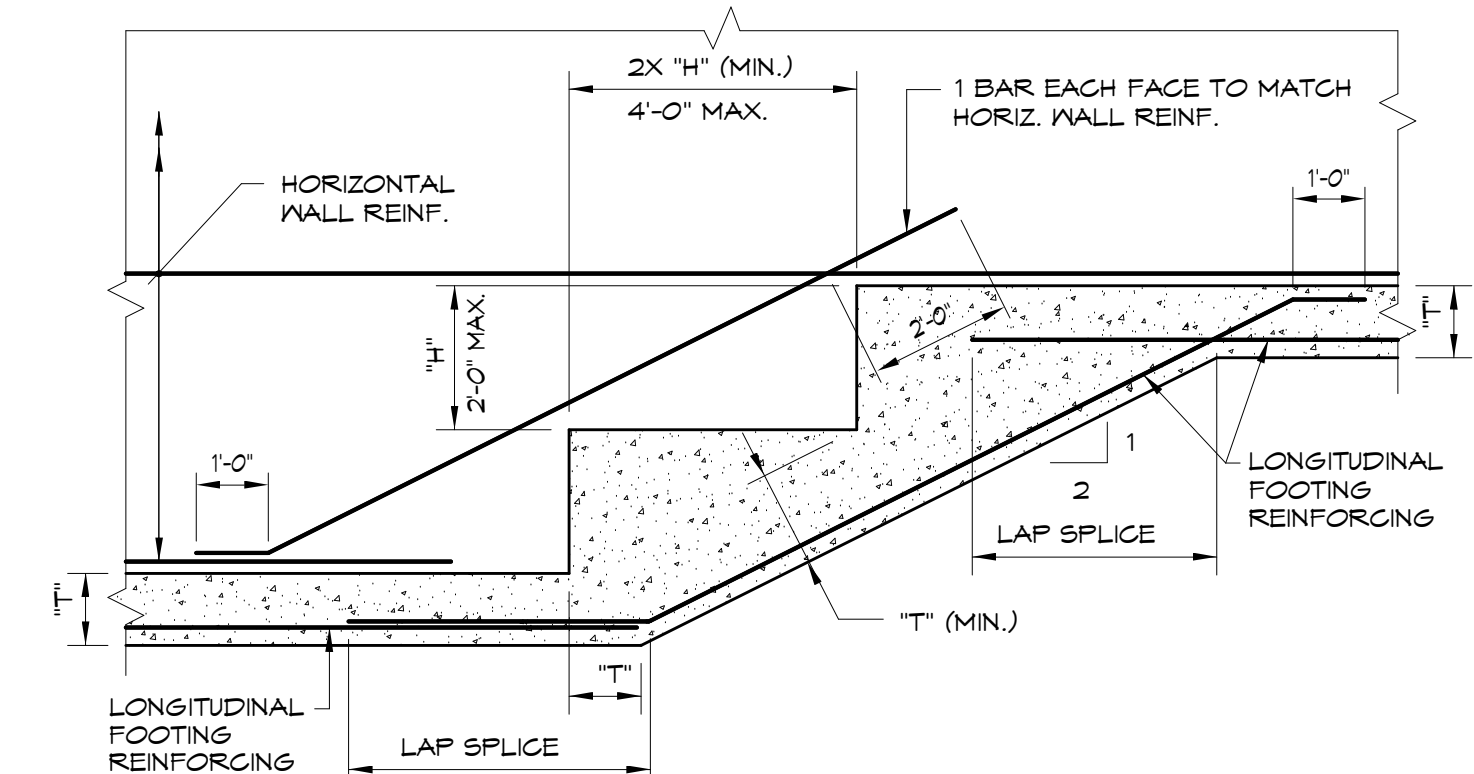 2X "H" (MIN.)
4'-0" MAX.
1 BAR EACH FACE TO MATCH
HORIZ. WALL REINF.
HORIZONTAL
WALL REINF.
1'-0"
"H"
2'-0" MAX.
2'-0"
"T"
1'-0"
1
2
LONGITUDINAL
FOOTING
REINFORCING
LAP SPLICE
"T"
"T" (MIN.)
"T"
LONGITUDINAL
FOOTING
REINFORCING
LAP SPLICE